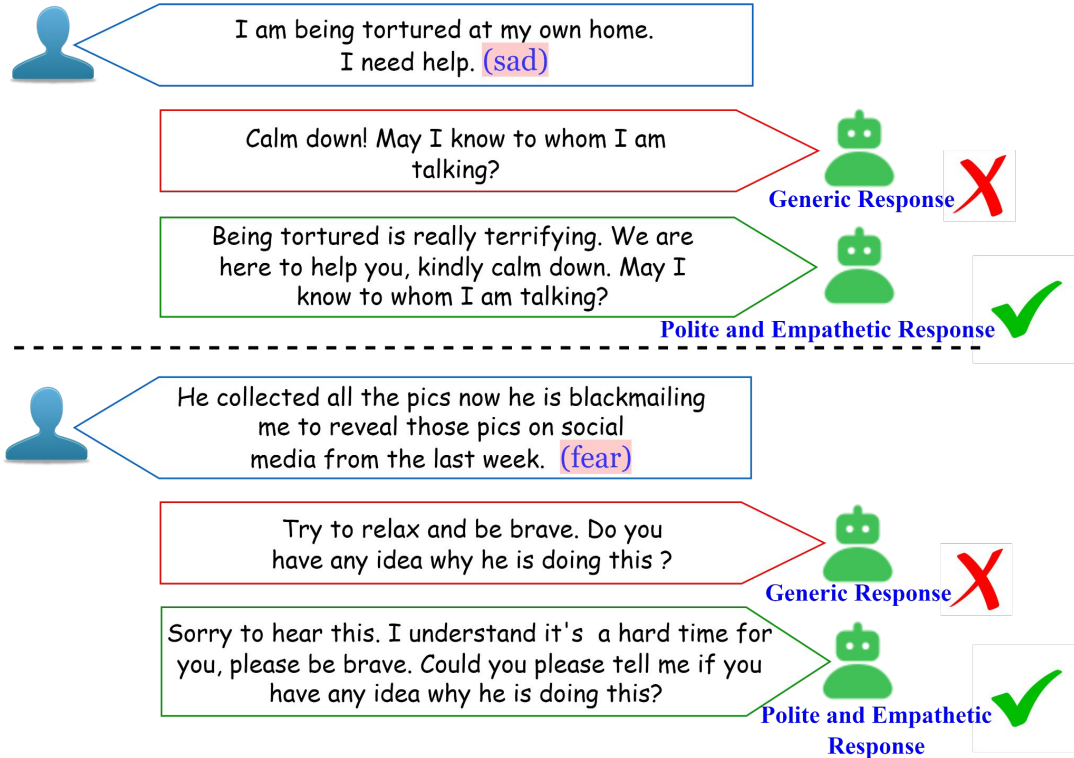 I am being tortured at my own home.
I need help. (sad)
Calm down! May I know to whom I am
talking?
Generic Response
Being tortured is really terrifying. We are
here to help you, kindly calm down. May I
know to whom I am talking?
Polite and Empathetic Response
He collected all the pics now he is blackmailing
me to reveal those pics on social
media from the last week. (fear)
Try to relax and be brave. Do you
have any idea why he is doing this ?
Generic Response
Sorry to hear this. I understand it's a hard time for
you, please be brave. Could you please tell me if you
have any idea why he is doing this?
Polite and Empathetic
Response